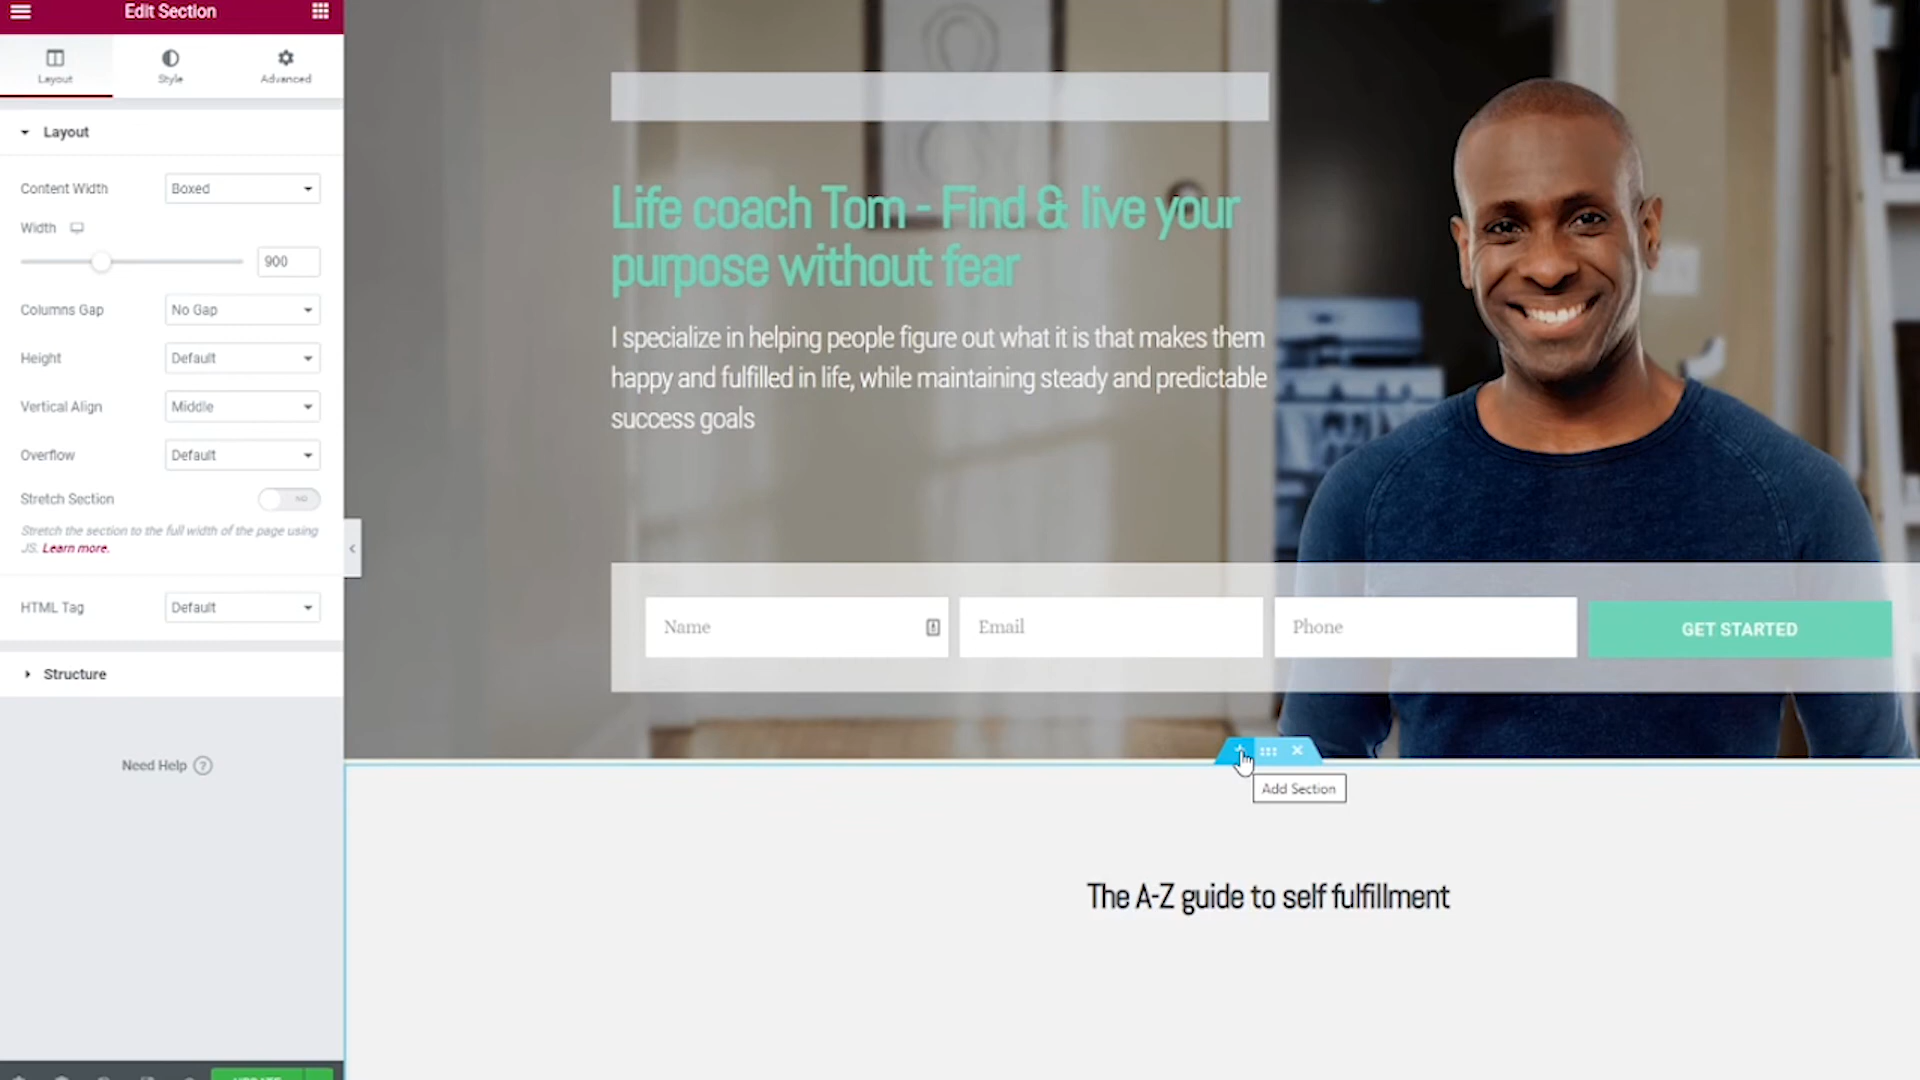 Edit Section
Layout
Style
Advanced
Layout
Content Width
Boxed
Width
900
Columns Gap
No Gap
Height
Default
Vertical Align
Middle
Overflow
Default
Stretch Section
NO
Stretch the section to the full width of the page using
JS. Learn more.
HTML Tag
Default
Structure
Need Help ?
Life coach Tom - Find & live your
purpose without fear
I specialize in helping people figure out what it is that makes them
happy and fulfilled in life, while maintaining steady and predictable
success goals
Name
Email
Phone
GET STARTED
Add Section
The A-Z guide to self fulfillment